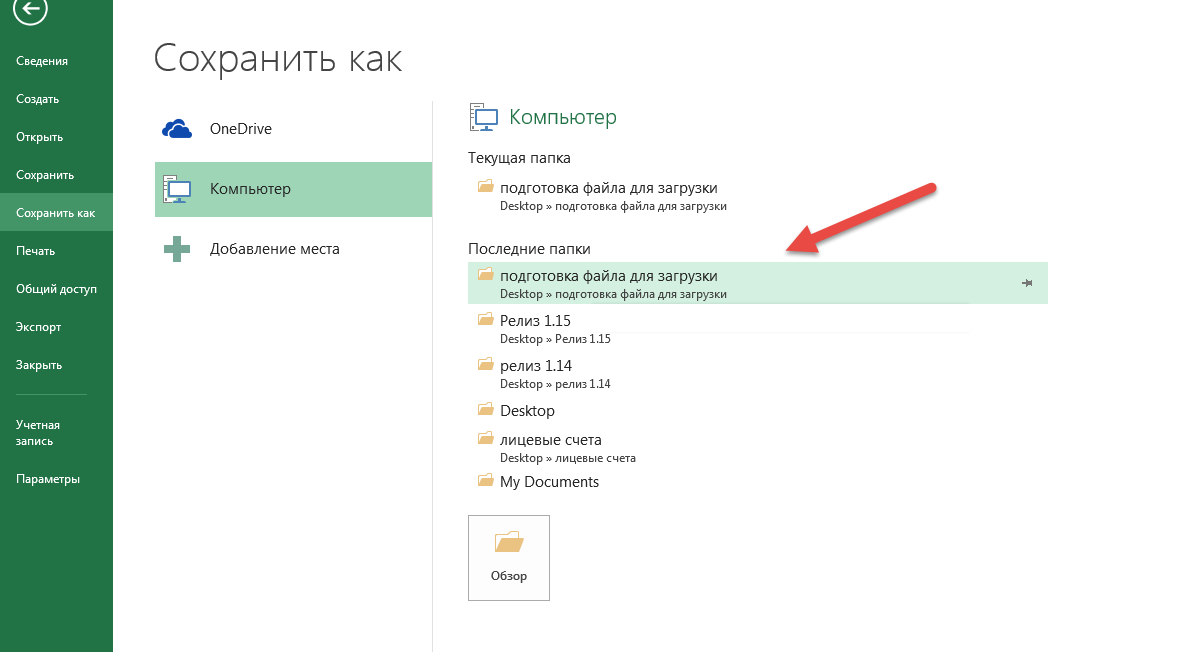 Сохранить как
Сведения
Создать
Открыть
Сохранить
Сохранить как
Печать
Общий доступ
Экспорт
Закрыть
Учетная
запись
Параметры
OneDrive
Компьютер
Добавление места
Компьютер
Текущая папка
подготовка файла для загрузки
Desktop » подготовка файла для загрузки
Последние папки
подготовка файла для загрузки
Desktop » подготовка файла для загрузки
Релиз 1.15
Desktop » Релиз 1.15
релиз 1.14
Desktop » релиз 1.14
Desktop
лицевые счета
Desktop » лицевые счета
My Documents
Обзор